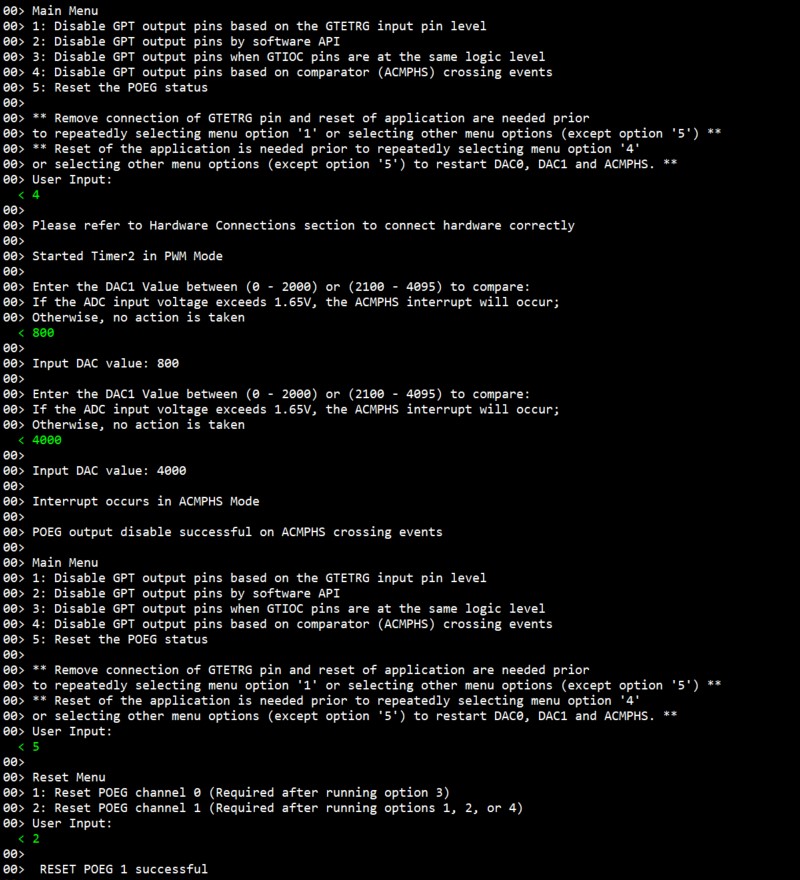 00> Main Menu
00> 1: Disable GPT output pins based on the GTETRG input pin level
00> 2: Disable GPT output pins by software API
00> 3: Disable GPT output pins when GTIOC pins are at the same logic level
00> 4: Disable GPT output pins based on comparator (ACMPHS) crossing events
00> 5: Reset the POEG status
00>
00> ** Remove connection of GTETRG pin and reset of application are needed prior
00> to repeatedly selecting menu option '1' or selecting other menu options (except option '5') **
00> ** Reset of the application is needed prior to repeatedly selecting menu option '4'
00> or selecting other menu options (except option '5') to restart DAC0, DAC1 and ACMPHS. **
00> User Input:
< 4
00>
00> Please refer to Hardware Connections section to connect hardware correctly
00>
00> Started Timer2 in PWM Mode
00>
00> Enter the DAC1 Value between (0 - 2000) or (2100 - 4095) to compare:
00> If the ADC input voltage exceeds 1.65V, the ACMPHS interrupt will occur;
00> Otherwise, no action is taken
< 800
00>
00> Input DAC value: 800
00>
00> Enter the DAC1 Value between (0 - 2000) or (2100 - 4095) to compare:
00> If the ADC input voltage exceeds 1.65V, the ACMPHS interrupt will occur;
00> Otherwise, no action is taken
< 4000
00>
00> Input DAC value: 4000
00>
00> Interrupt occurs in ACMPHS Mode
00>
00> POEG output disable successful on ACMPHS crossing events
00>
00> Main Menu
00> 1: Disable GPT output pins based on the GTETRG input pin level
00> 2: Disable GPT output pins by software API
00> 3: Disable GPT output pins when GTIOC pins are at the same logic level
00> 4: Disable GPT output pins based on comparator (ACMPHS) crossing events
00> 5: Reset the POEG status
00>
00> ** Remove connection of GTETRG pin and reset of application are needed prior
00> to repeatedly selecting menu option '1' or selecting other menu options (except option '5') **
00> ** Reset of the application is needed prior to repeatedly selecting menu option '4'
00> or selecting other menu options (except option '5') to restart DAC0, DAC1 and ACMPHS. **
00> User Input:
< 5
00>
00> Reset Menu
00> 1: Reset POEG channel 0 (Required after running option 3)
00> 2: Reset POEG channel 1 (Required after running options 1, 2, or 4)
00> User Input:
< 2
00>
00> RESET POEG 1 successful